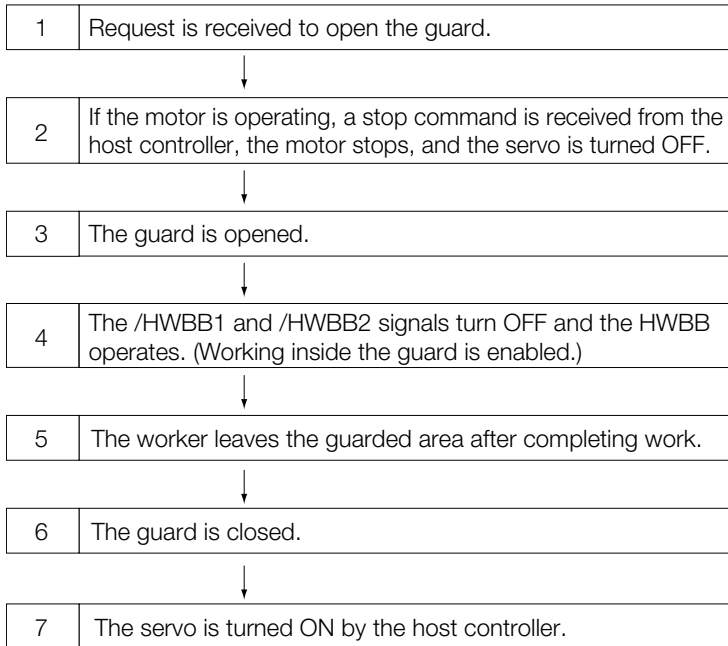 1 Request is received to open the guard.
2 If the motor is operating, a stop command is received from the
host controller, the motor stops, and the servo is turned OFF.
3 The guard is opened.
4 The /HWBB1 and /HWBB2 signals turn OFF and the HWBB
operates. (Working inside the guard is enabled.)
5 The worker leaves the guarded area after completing work.
6 The guard is closed.
7 The servo is turned ON by the host controller.